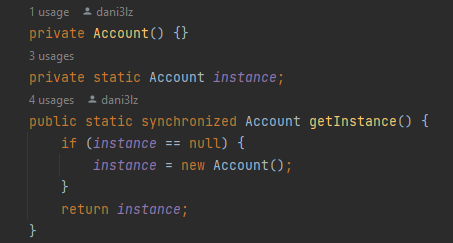 1 usage dani3lz
private Account() {}
3 usages
private static Account instance;
4 usages dani3lz
public static synchronized Account getInstance() {
    if (instance == null) {
        instance = new Account();
    }
    return instance;
}